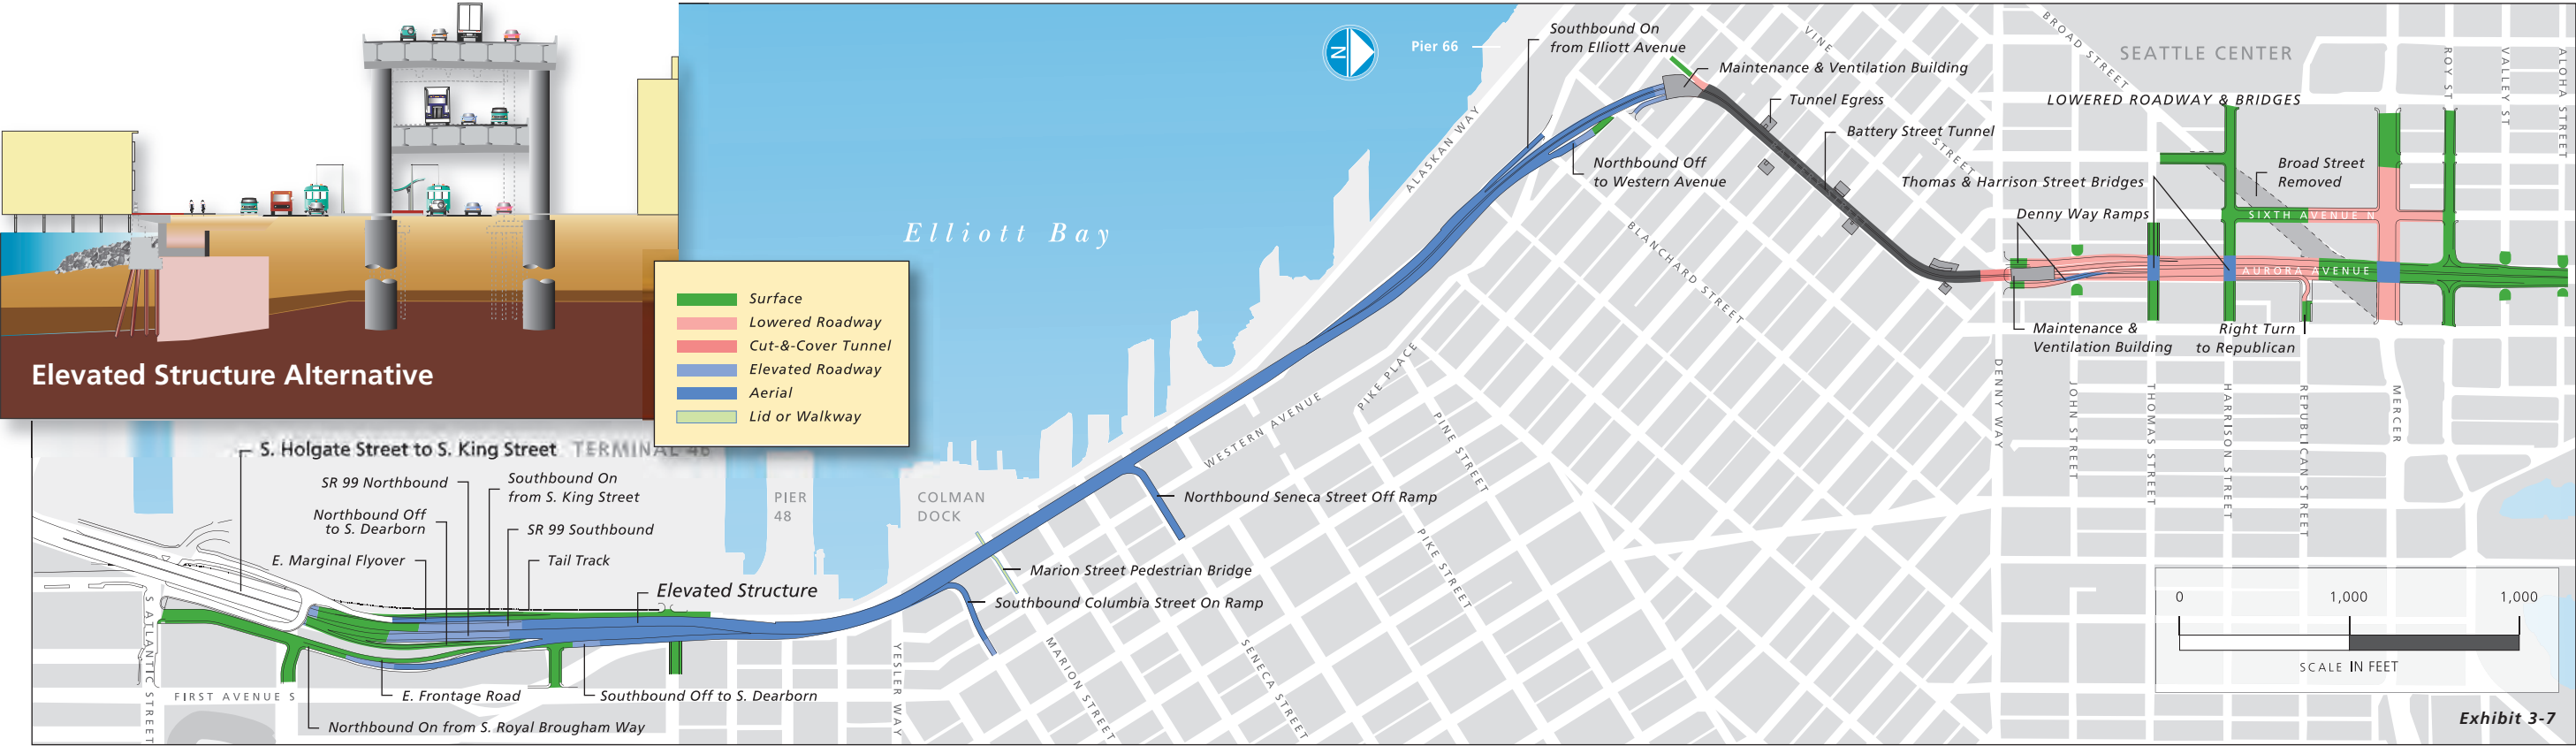 Elevated Structure Alternative
Surface
Lowered Roadway
Cut-&-Cover Tunnel
Elevated Roadway
Aerial
Lid or Walkway
Elliott Bay
N
Pier 66
Southbound On
from Elliott Avenue
Maintenance & Ventilation Building
Tunnel Egress
Battery Street Tunnel
Northbound Off
to Western Avenue
ALASKAN WAY
VINE
STREET
BROAD STREET
SEATTLE CENTER
LOWERED ROADWAY & BRIDGES
ROY ST
VALLEY ST
ALOHA STREET
Broad Street
Removed
Thomas & Harrison Street Bridges
Denny Way Ramps
SIXTH AVENUE N
AURORA AVENUE
Maintenance &
Ventilation Building
Right Turn
to Republican
BLANCHARD STREET
DENNY WAY
JOHN STREET
THOMAS STREET
HARRISON STREET
REPUBLICAN STREET
MERCER
WESTERN AVENUE
PIKE PLACE
PINE STREET
PIKE STREET
S. Holgate Street to S. King Street
TERMINAL 46
SR 99 Northbound
Southbound On
from S. King Street
Northbound Off
to S. Dearborn
SR 99 Southbound
E. Marginal Flyover
Tail Track
Elevated Structure
PIER
48
COLMAN
DOCK
Northbound Seneca Street Off Ramp
Marion Street Pedestrian Bridge
Southbound Columbia Street On Ramp
S ATLANTIC STREET
FIRST AVENUE S
E. Frontage Road
Southbound Off to S. Dearborn
Northbound On from S. Royal Brougham Way
YESLER WAY
MARION STREET
SENECA STREET
0 1,000 1,000
SCALE IN FEET
Exhibit 3-7